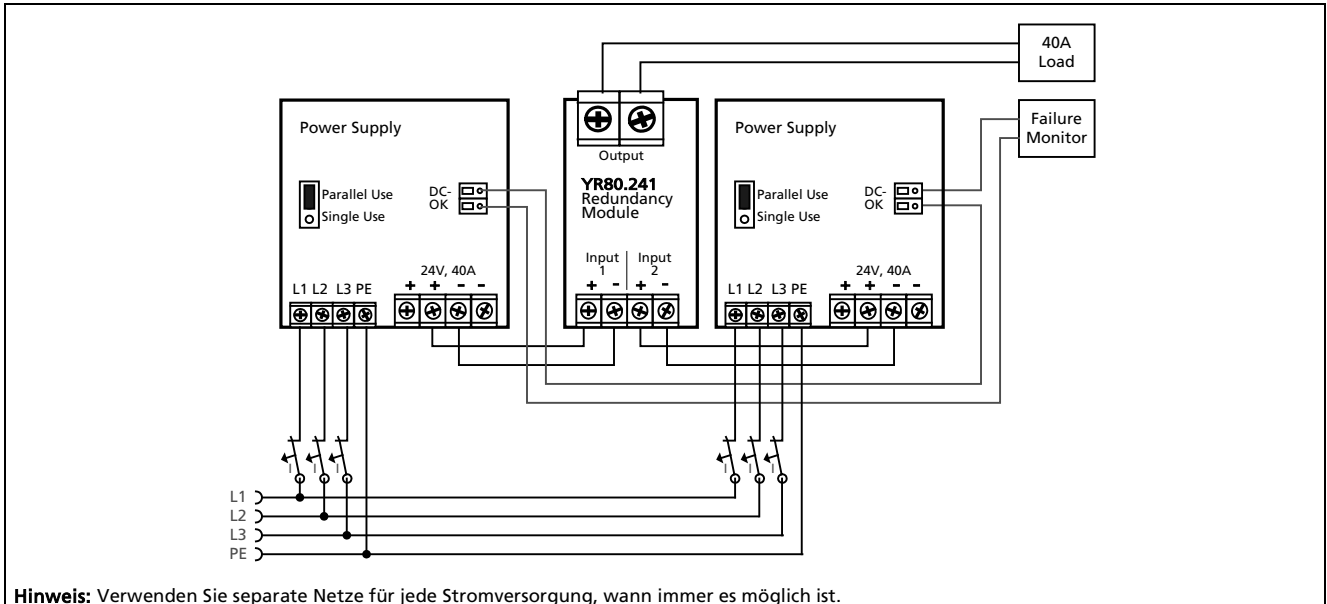 40A
Load
Failure
Monitor
Power Supply
Parallel Use
Single Use
DC-
OK
24V, 40A
+ + - -
L1 L2 L3 PE
Output
YR80.241
Redundancy
Module
Input
1
Input
2
+ - + -
Power Supply
Parallel Use
Single Use
DC-
OK
24V, 40A
+ + - -
L1 L2 L3 PE
I I I
I I I
L1
L2
L3
PE
Hinweis: Verwenden Sie separate Netze für jede Stromversorgung, wann immer es möglich ist.